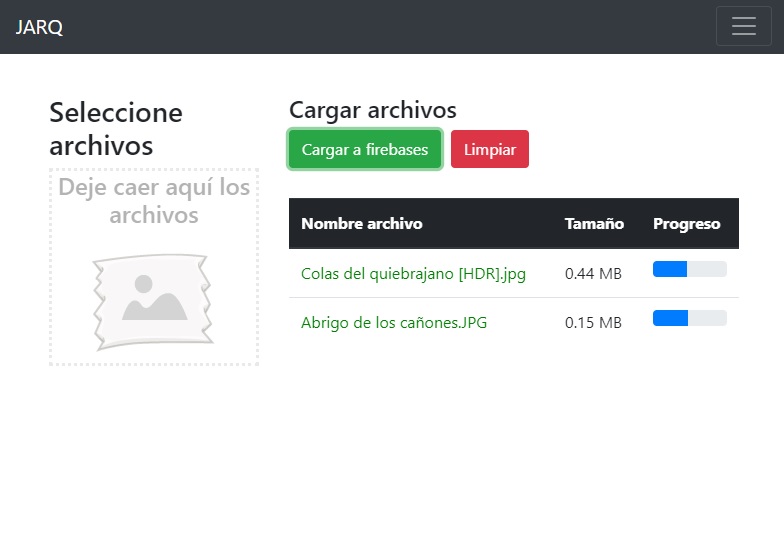 JARQ
Seleccione
archivos
Deje caer aquí los
archivos
Cargar archivos
Cargar a firebases
Limpiar
Nombre archivo Tamaño Progreso
Colas del quiebrajano [HDR].jpg 0.44 MB
Abrigo de los cañones.JPG 0.15 MB